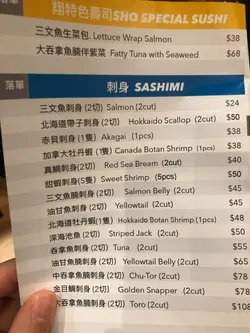 落單 翔特色壽司SHO SPECIAL SUSHI
三文魚生菜包 Lettuce Wrap Salmon $38
大吞拿魚腩伴紫菜 Fatty Tuna with Seaweed $68
落單 刺身 SASHIMI
三文魚刺身 (2切) Salmon (2cut) $24
北海道帶子刺身 (2切) Hokkaido Scallop (2cut) $50
赤貝刺身 (1隻) Akagai (1pcs) $38
加拿大牡丹蝦 (1隻) Canada Botan Shrimp (1pcs) $38
真鯛刺身(2切) Red Sea Bream (2cut) $40
甜蝦刺身(5隻) Sweet Shrimp (5pcs) $50
三文魚腩刺身(2切) Salmon Belly (2cut) $45
油甘魚刺身 (2切) Yellowtail (2cut) $45
北海道牡丹蝦(1隻) Hokkaido Botan Shrimp (1pcs) $48
深海池魚 (2切) Striped Jack (2cut) $50
吞拿魚刺身(2切) Tuna (2cut) $55
油甘魚腩刺身 (2切) Yellowtail Belly (2cut) $65
中吞拿魚腩刺身 (2切) Chu-Tor (2cut) $78
金目鯛刺身 (2切) Golden Snapper (2cut) $78
大吞拿魚腩刺身 (2切) Toro (2cut)